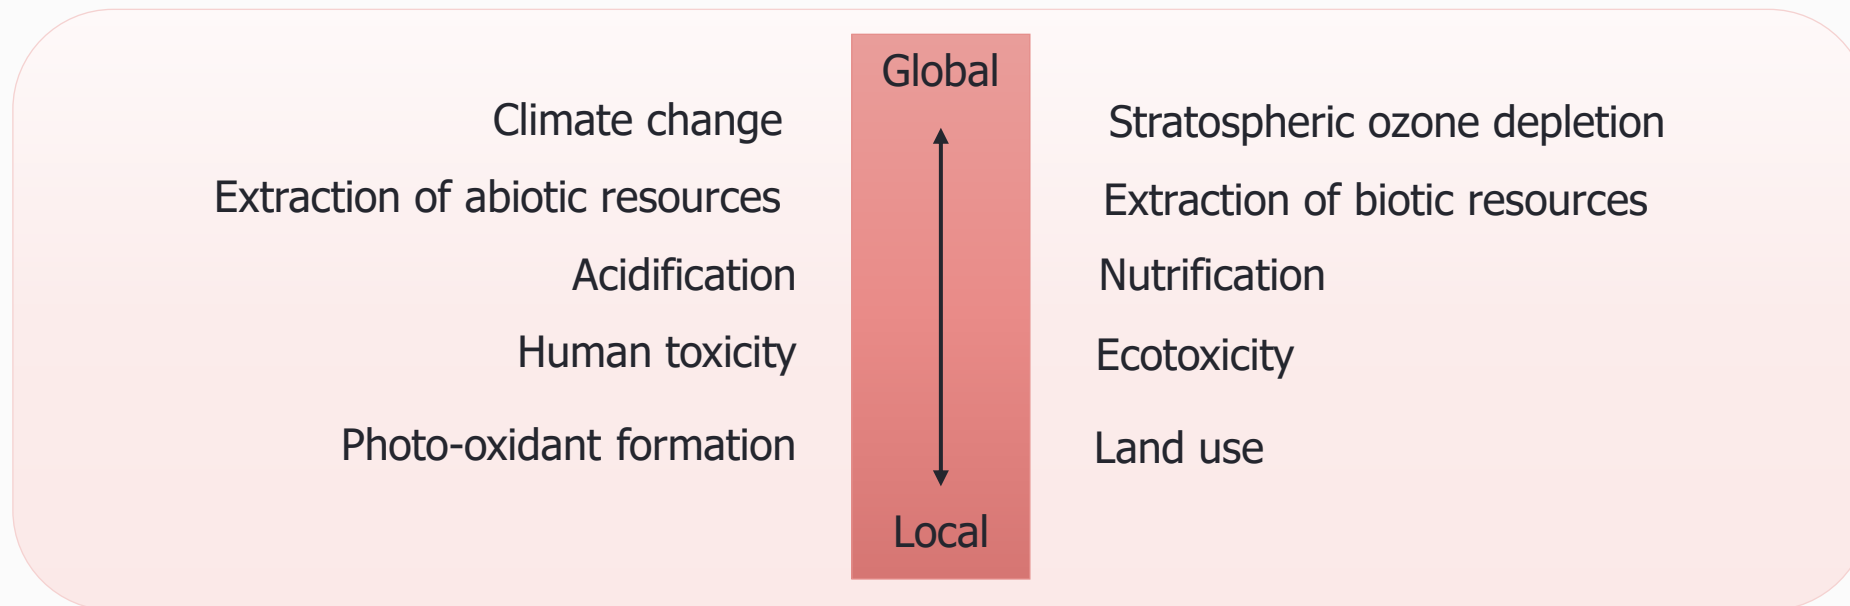 Global
Climate change
Stratospheric ozone depletion
Extraction of abiotic resources
Extraction of biotic resources
Acidification
Nutrification
Human toxicity
Ecotoxicity
Photo-oxidant formation
Land use
Local